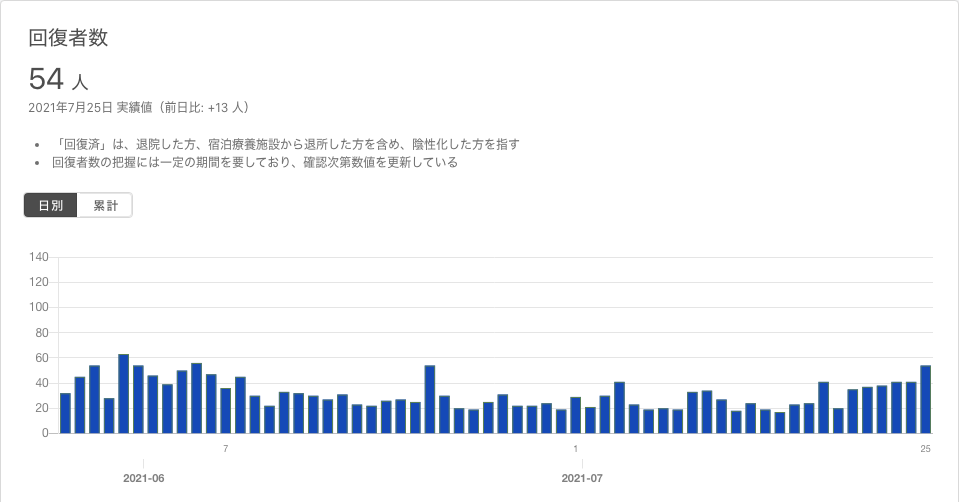 回復者数
54 人
2021年7月25日 実績値（前日比: +13 人）
• 「回復済」は、退院した方、宿泊療養施設から退所した方を含め、陰性化した方を指す
• 回復者数の把握には一定の期間を要しており、確認次第数値を更新している
日別 累計
140
120
100
80
60
40
20
0
7 1 25
2021-06 2021-07